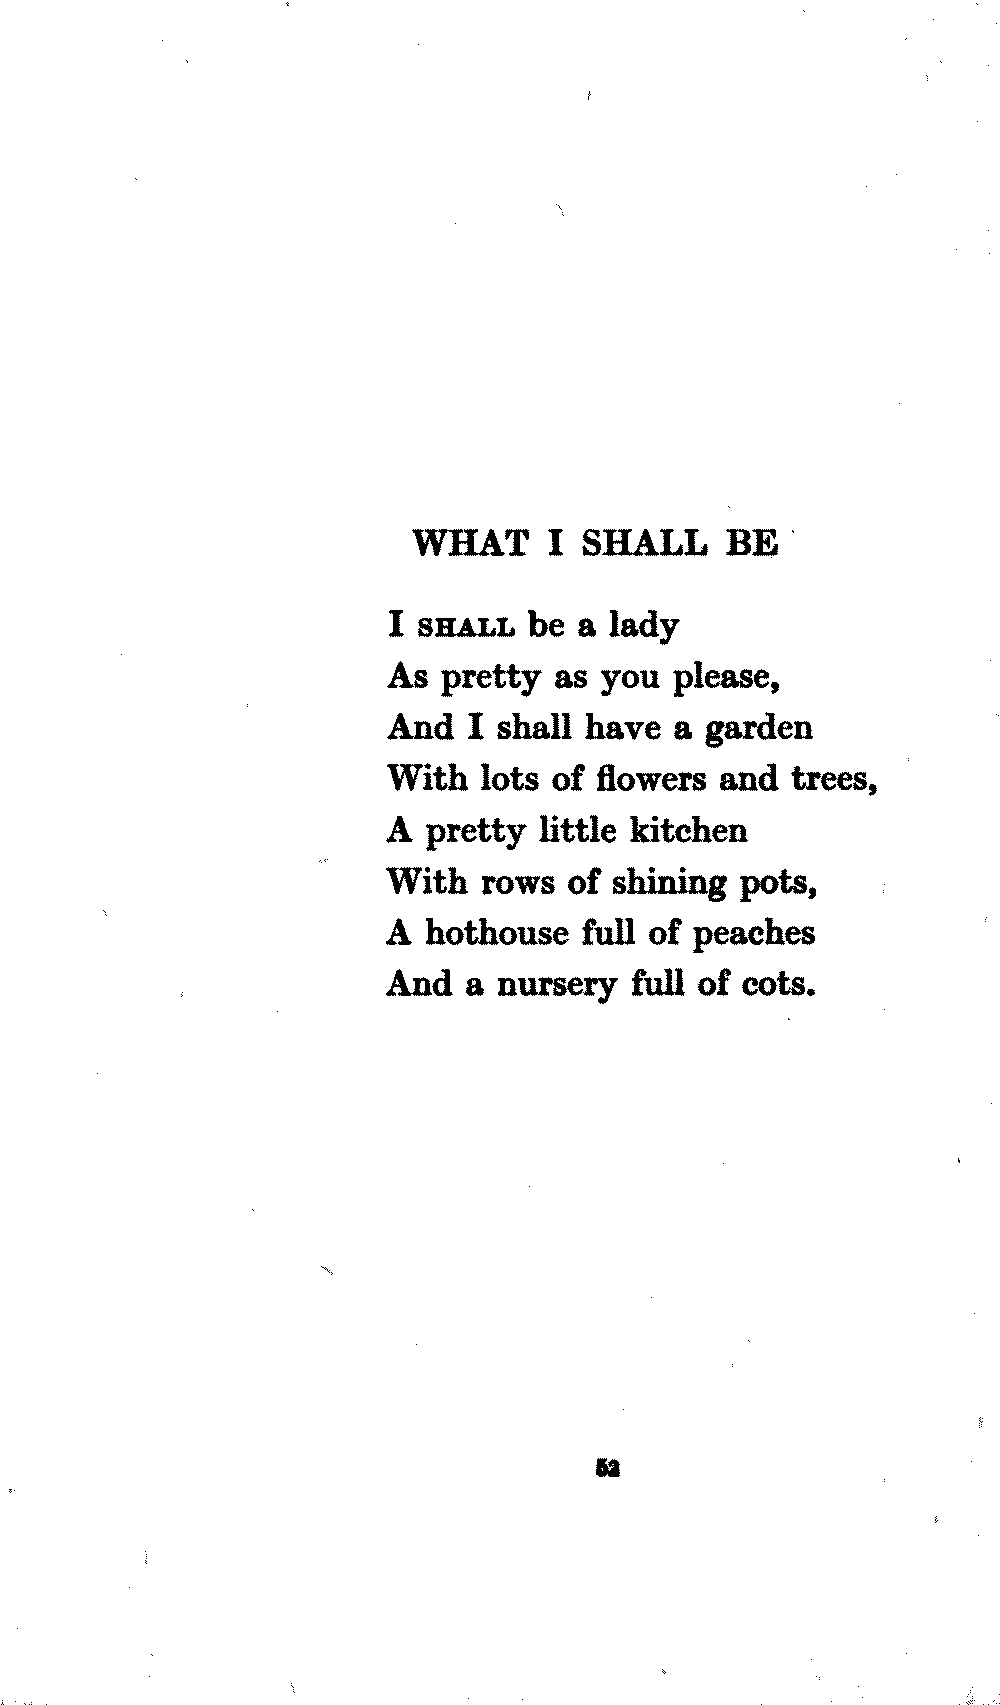 WHAT I SHALL BE
I SHALL be a lady
As pretty as you please,
And I shall have a garden
With lots of flowers and trees,
A pretty little kitchen
With rows of shining pots,
A hothouse full of peaches
And a nursery full of cots.
52